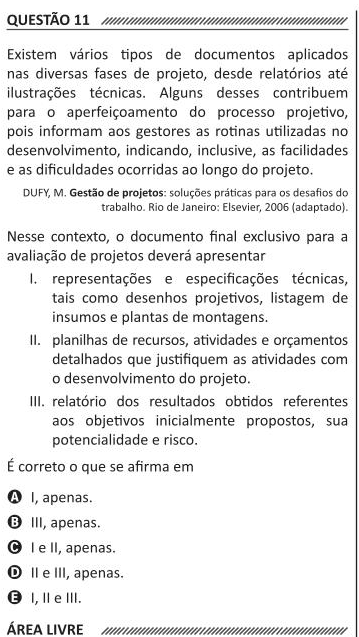 QUESTÃO 11
Existem vários tipos de documentos aplicados
nas diversas fases de projeto, desde relatórios até
ilustrações técnicas. Alguns desses contribuem
para o aperfeiçoamento do processo projetivo,
pois informam aos gestores as rotinas utilizadas no
desenvolvimento, indicando, inclusive, as facilidades
e as dificuldades ocorridas ao longo do projeto.
DUFY, M. Gestão de projetos: soluções práticas para os desafios do
trabalho. Rio de Janeiro: Elsevier, 2006 (adaptado).
Nesse contexto, o documento final exclusivo para a
avaliação de projetos deverá apresentar
I. representações e especificações técnicas,
tais como desenhos projetivos, listagem de
insumos e plantas de montagens.
II. planilhas de recursos, atividades e orçamentos
detalhados que justifiquem as atividades com
o desenvolvimento do projeto.
III. relatório dos resultados obtidos referentes
aos objetivos inicialmente propostos, sua
potencialidade e risco.
É correto o que se afirma em
A I, apenas.
B III, apenas.
C I e II, apenas.
D II e III, apenas.
E I, II e III.
ÁREA LIVRE